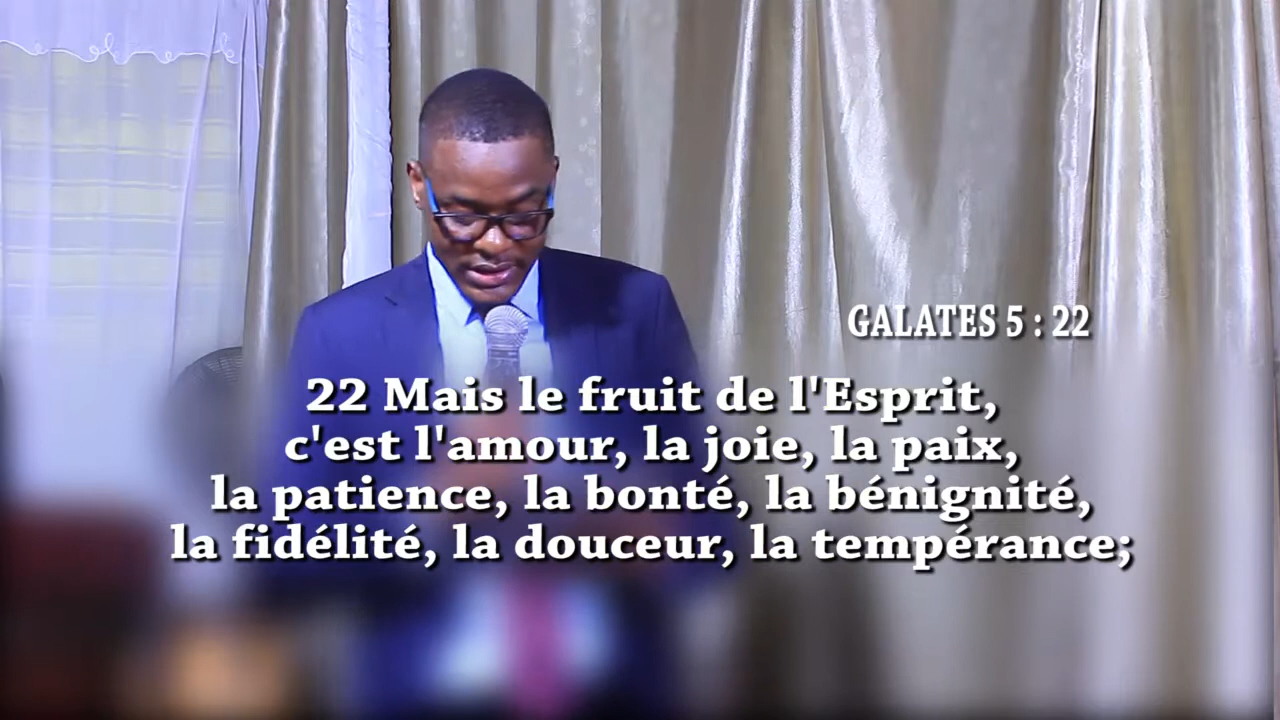 GALATES 5 : 22
22 Mais le fruit de l'Esprit,
c'est l'amour, la joie, la paix,
la patience, la bonté, la bénignité,
la fidélité, la douceur, la tempérance;